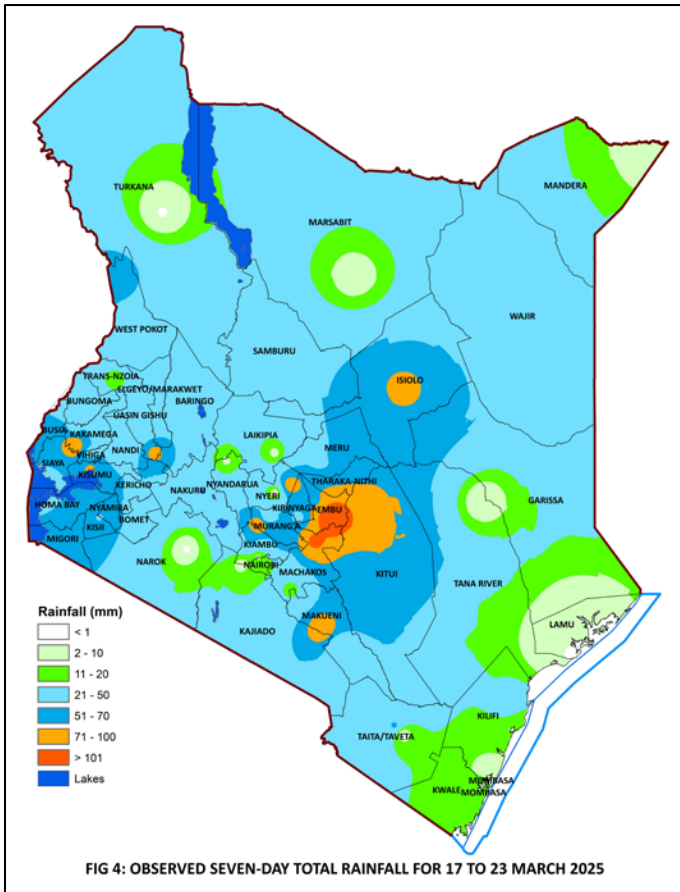 TURKANA
MANDERA
MARSABIT
WAJIR
WEST POKOT
SAMBURU
TRANS-NZOIA
ELGEYO/MARAKWET
ISIOLO
BUNGOMA
BARINGO
UASIN GISHU
BUSIA
KAKAMEGA
LAIKIPIA
MERU
VIHIGA
NANDI
SIAYA
KISUMU
THARAKA-NITHI
KERICHO
NYANDARUA
NAKURU
NYERI
GARISSA
HOMA BAY
NYAMIRA
KIRINYAGA
EMBU
KISII
BOMET
MURANG'A
MIGORI
KIAMBU
NAROK
NAIROBI
MACHAKOS
KITUI
TANA RIVER
MAKUENI
LAMU
KAJIADO
KILIFI
TAITA/TAVETA
MOMBASA
KWALE
MOMBASA
Rainfall (mm)
< 1
2 - 10
11 - 20
21 - 50
51 - 70
71 - 100
> 101
Lakes
FIG 4: OBSERVED SEVEN-DAY TOTAL RAINFALL FOR 17 TO 23 MARCH 2025